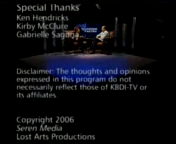 Special Thanks
Ken Hendricks
Kirby McClure
Gabrielle
Disclaimer: The thoughts and opinions
expressed in this program do not
necessarily reflect those of KBDI-TV or
its affiliates.
Copyright 2006
Seren Media
Lost Arts Productions